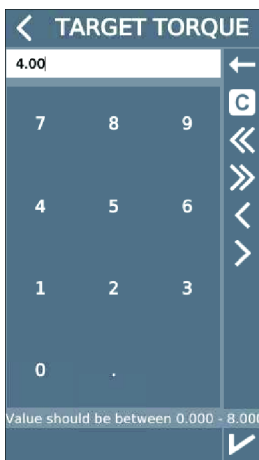 TARGET TORQUE
4.00
C
7 8 9
4 5 6
1 2 3
0 .
Value should be between 0.000 - 8.000